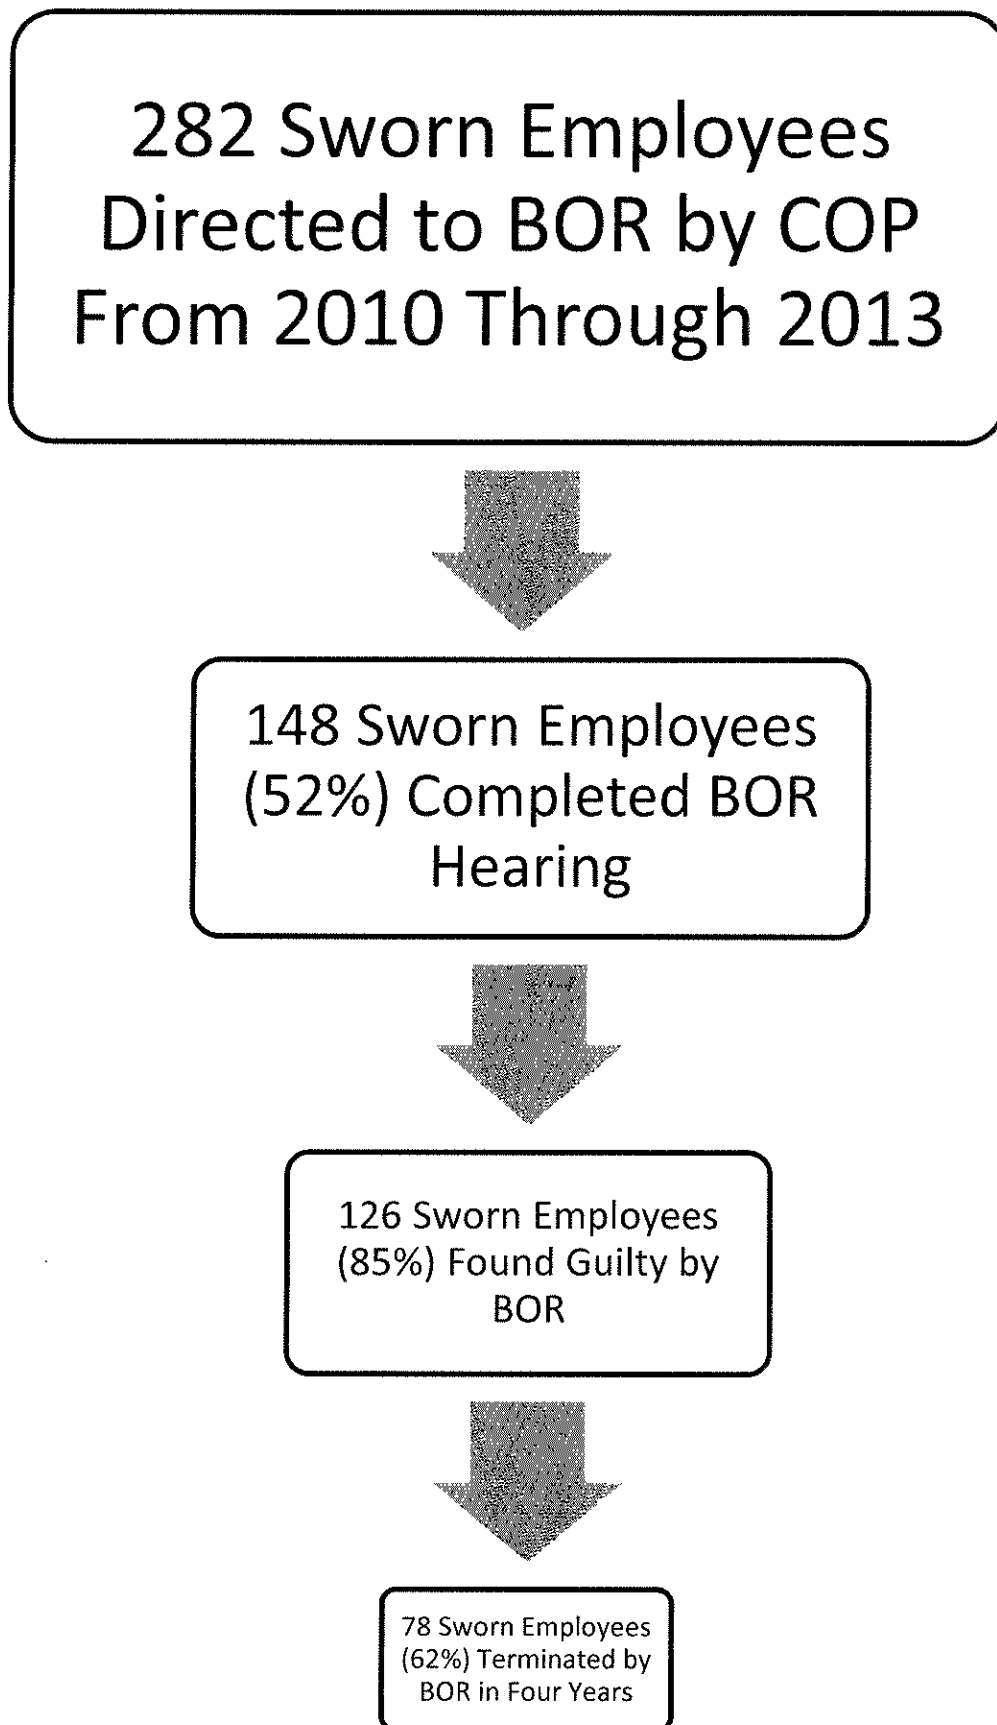 282 Sworn Employees
Directed to BOR by COP
From 2010 Through 2013
148 Sworn Employees
(52%) Completed BOR
Hearing
126 Sworn Employees
(85%) Found Guilty by
BOR
78 Sworn Employees
(62%) Terminated by
BOR in Four Years